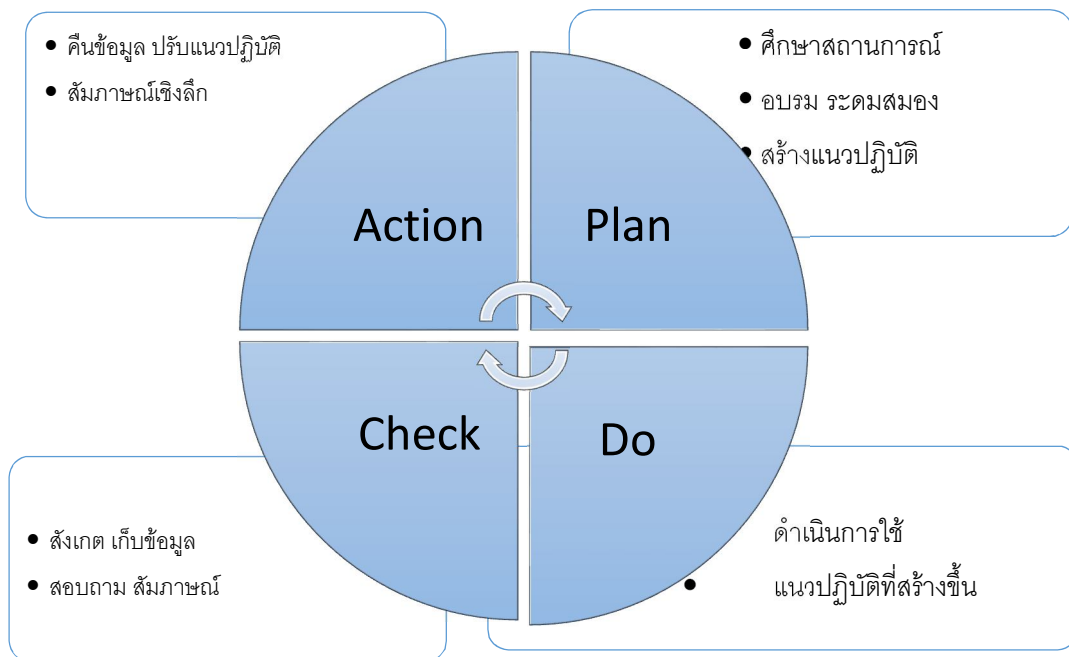 • คืนข้อมูล ปรับแนวปฏิบัติ
• สัมภาษณ์เชิงลึก
• ศึกษาสถานการณ์
• อบรม ระดมสมอง
• สร้างแนวปฏิบัติ
Action
Plan
Check
Do
• สังเกต เก็บข้อมูล
• สอบถาม สัมภาษณ์
ดำเนินการใช้
• แนวปฏิบัติที่สร้างขึ้น